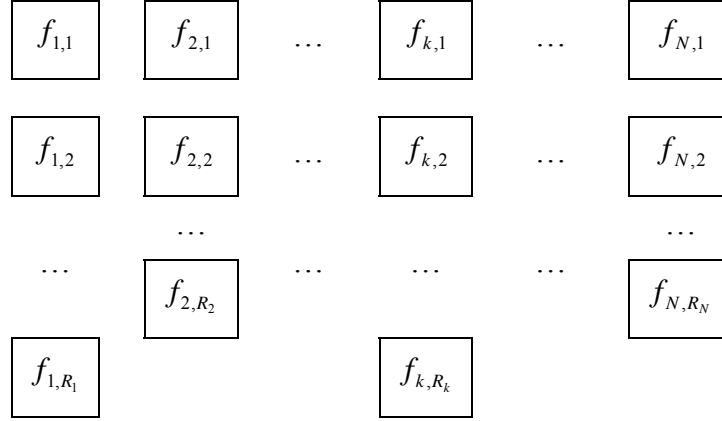 f_{1,1} f_{2,1} … f_{k,1} … f_{N,1}
f_{1,2} f_{2,2} … f_{k,2} … f_{N,2}
… …
… … … …
f_{2,R_2} f_{N,R_N}
f_{1,R_1} f_{k,R_k}